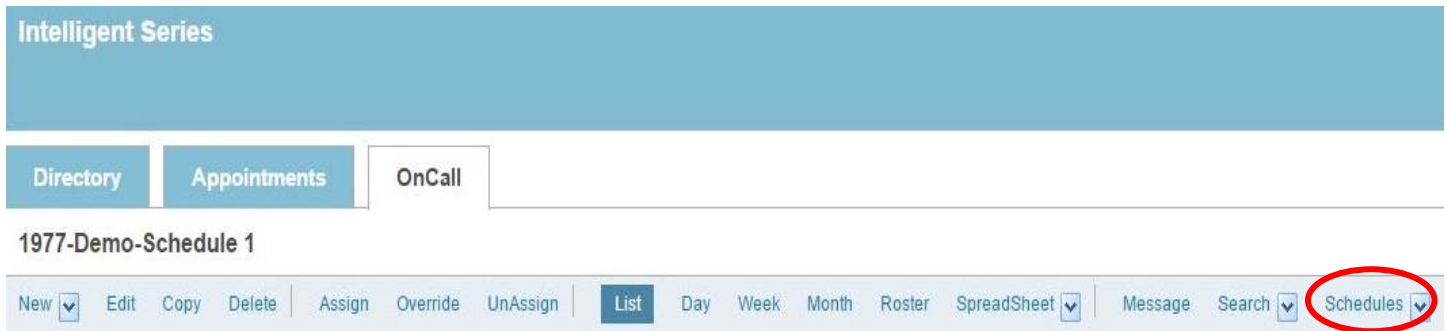 Intelligent Series
Directory Appointments OnCall
1977-Demo-Schedule 1
New Edit Copy Delete Assign Override UnAssign List Day Week Month Roster SpreadSheet Message Search Schedules